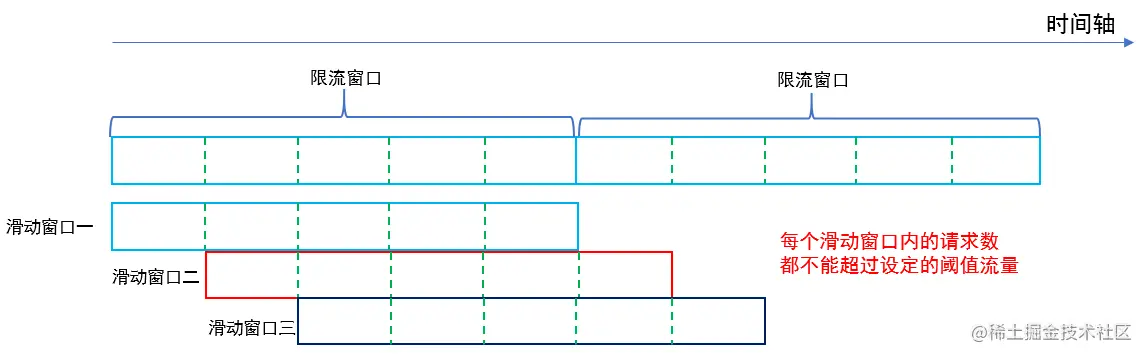 时间轴
限流窗口
限流窗口
滑动窗口一
每个滑动窗口内的请求数
都不能超过设定的阈值流量
滑动窗口二
滑动窗口三
@稀土掘金技术社区